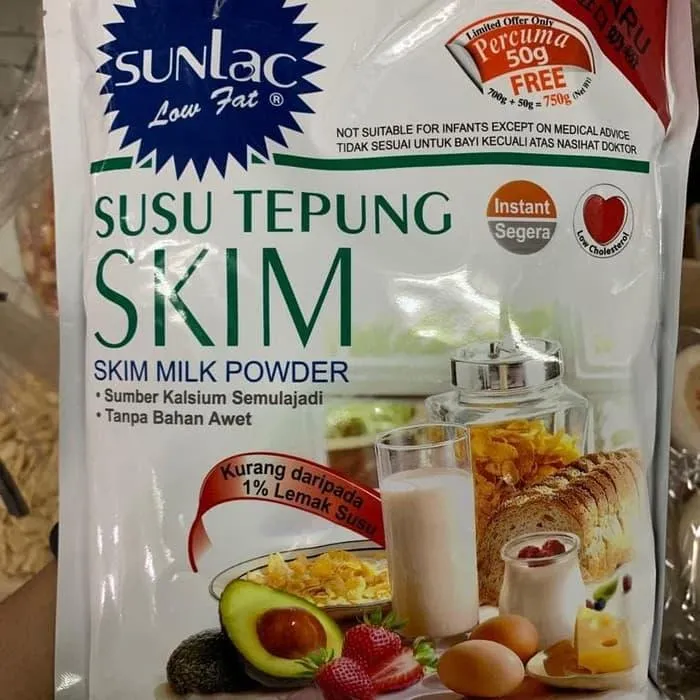 sunlac
Low Fat ®
Limited Offer Only
Percuma
50g
FREE
700g + 50g = 750g (Net Wt)
NOT SUITABLE FOR INFANTS EXCEPT ON MEDICAL ADVICE
TIDAK SESUAI UNTUK BAYI KECUALI ATAS NASIHAT DOKTOR
SUSU TEPUNG
SKIM
Instant
Segera
Low Cholesterol
SKIM MILK POWDER
• Sumber Kalsium Semulajadi
• Tanpa Bahan Awet
Kurang daripada
1% Lemak Susu